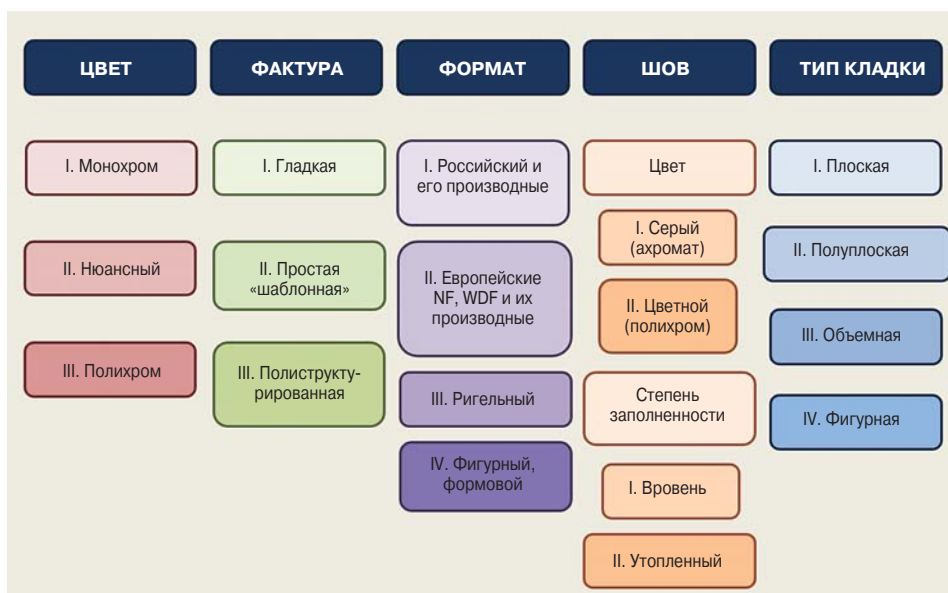 ЦВЕТ
I. Монохром
II. Нюансный
III. Полихром
ФАКТУРА
I. Гладкая
II. Простая
«шаблонная»
III. Полиструкту-
рированная
ФОРМАТ
I. Российский и
его производные
II. Европейские
NF, WDF и их
производные
III. Ригельный
IV. Фигурный,
формовой
ШОВ
Цвет
I. Серый
(ахромат)
II. Цветной
(полихром)
Степень
заполненности
I. Вровень
II. Утопленный
ТИП КЛАДКИ
I. Плоская
II. Полуплоская
III. Объемная
IV. Фигурная